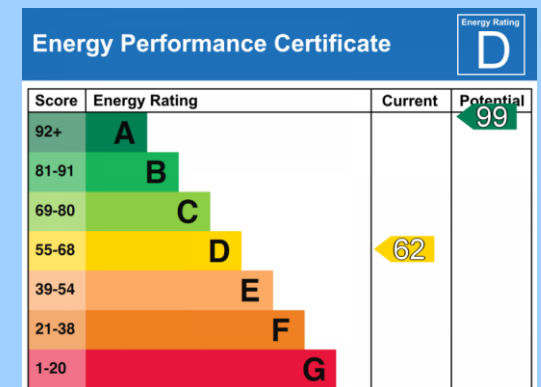 Energy Rating
Energy Performance Certificate D
Score Energy Rating Current Potential
99
92+ A
81-91 B
69-80 C
55-68 D 62
39-54 E
21-38 F
1-20 G